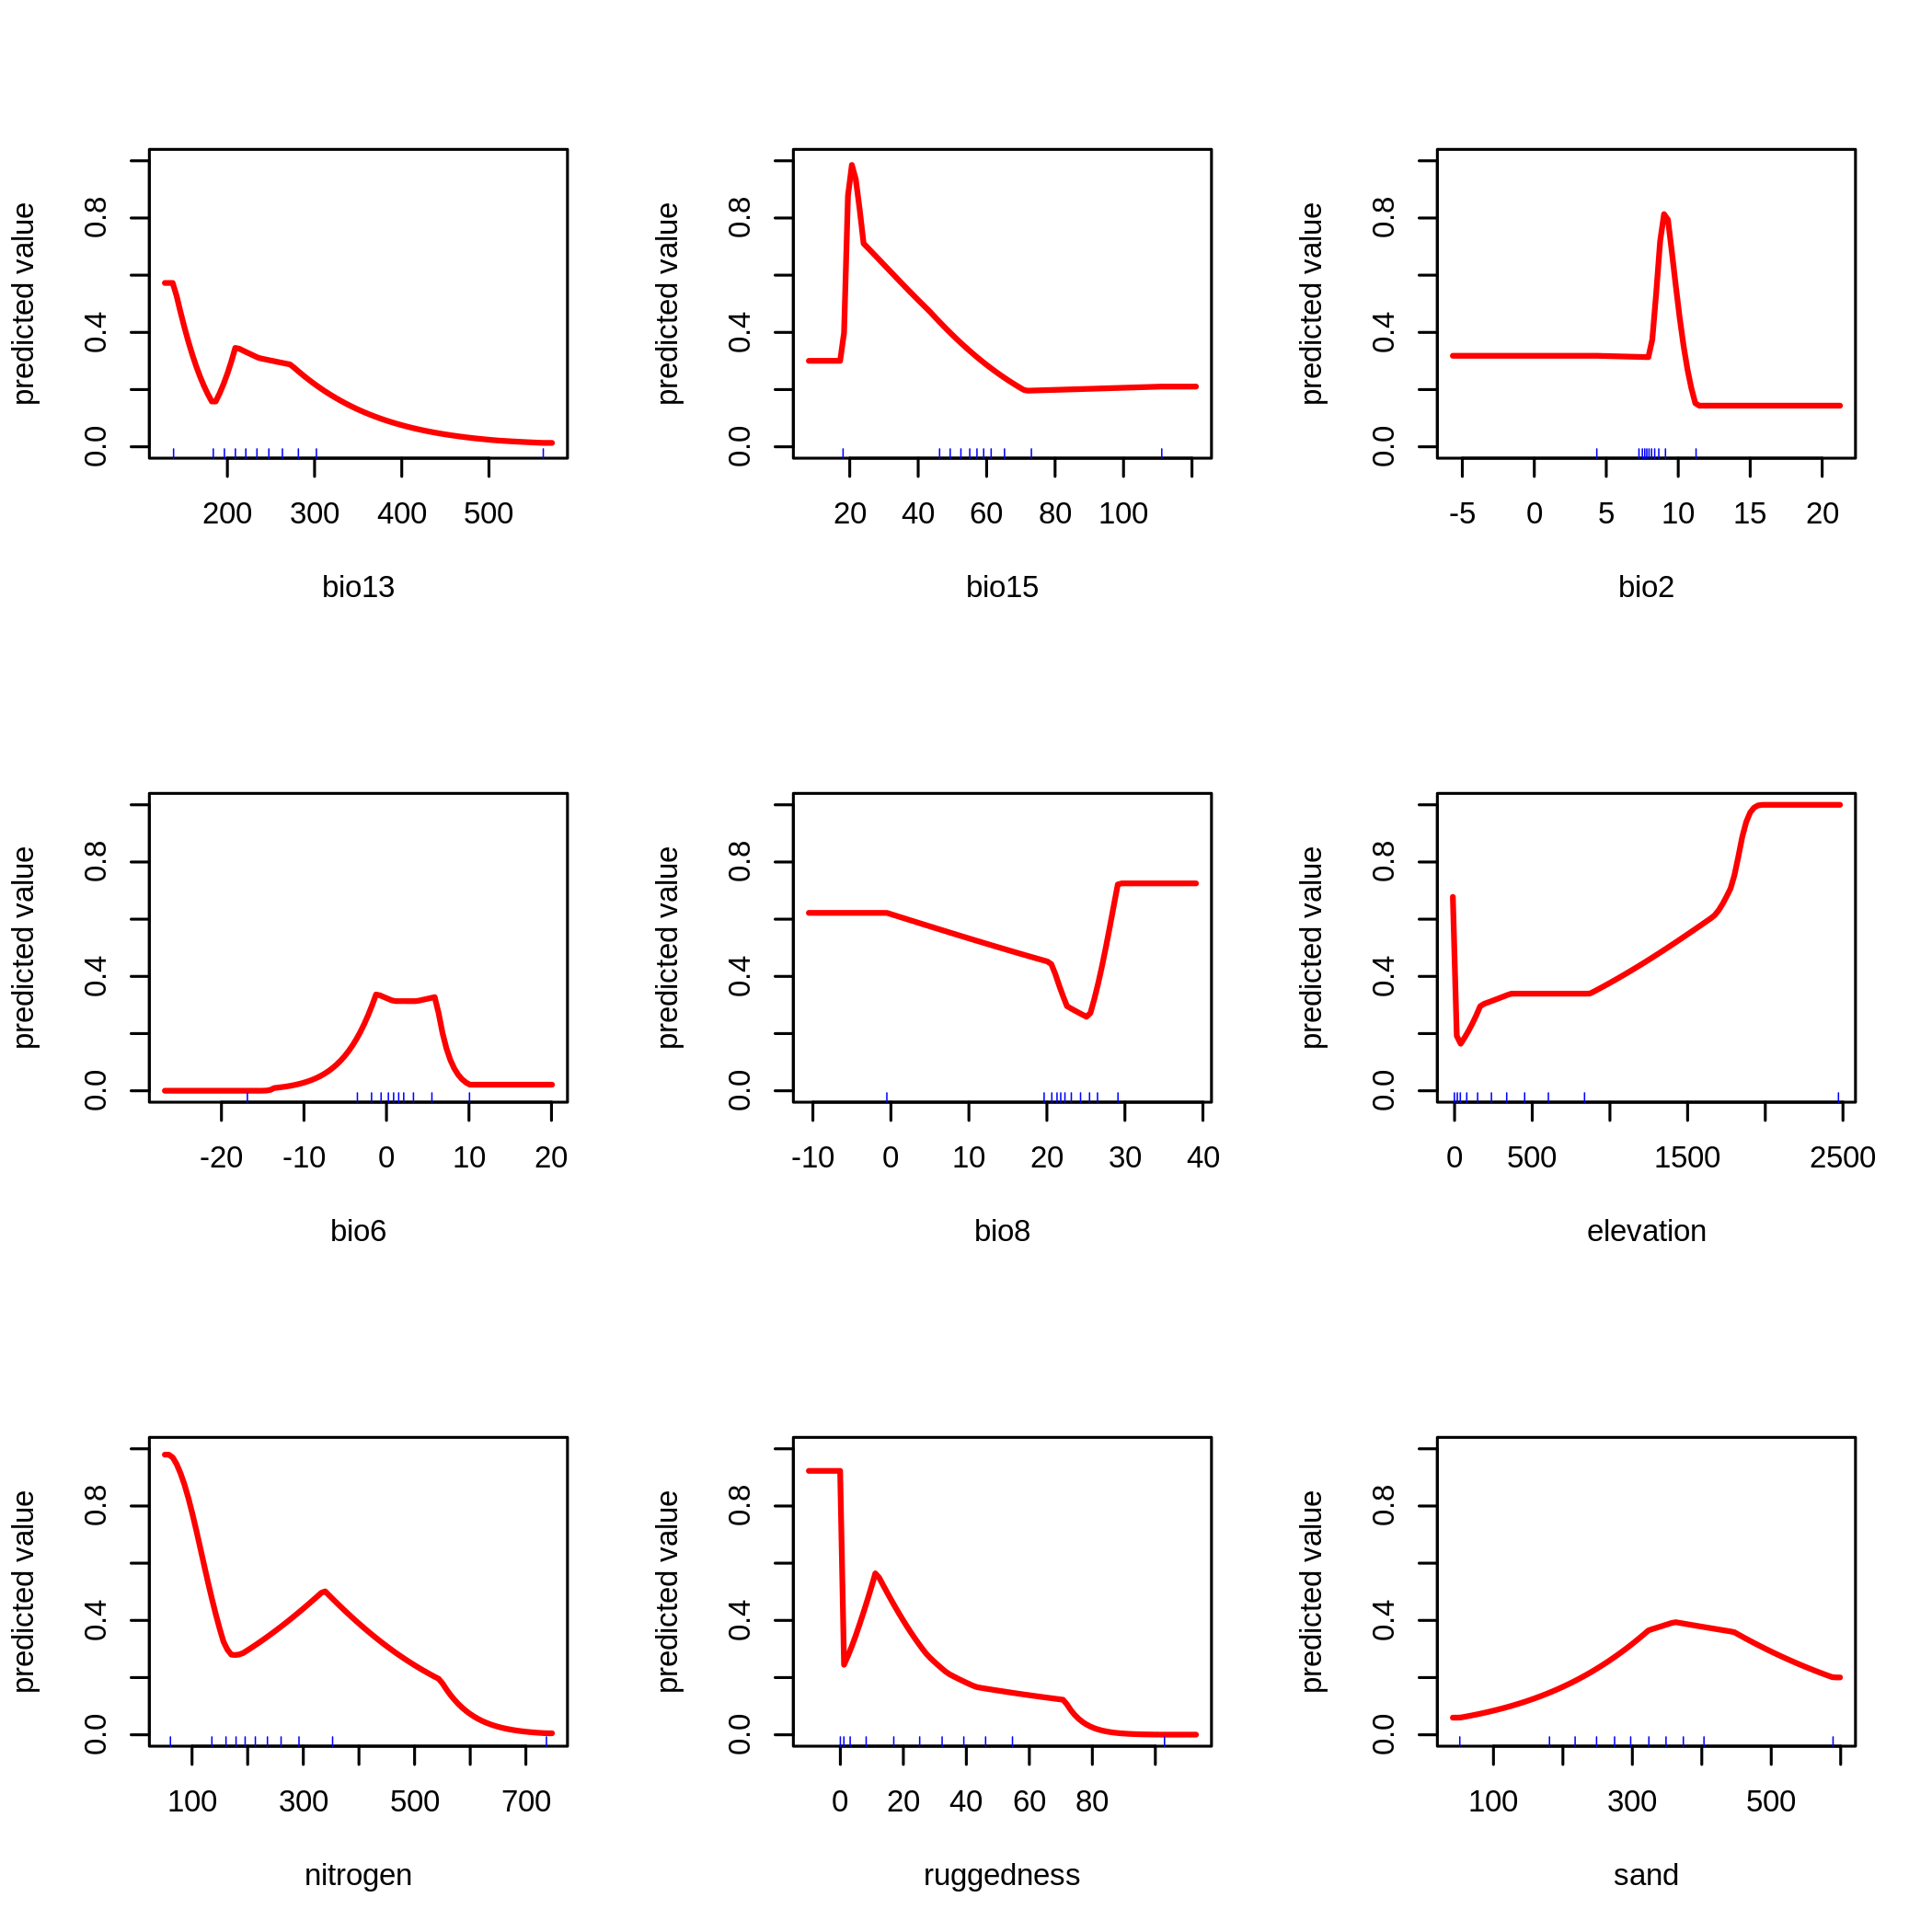 predicted value
0.0 0.4 0.8
200 300 400 500
bio13
predicted value
0.0 0.4 0.8
20 40 60 80 100
bio15
predicted value
0.0 0.4 0.8
-5 0 5 10 15 20
bio2
predicted value
0.0 0.4 0.8
-20 -10 0 10 20
bio6
predicted value
0.0 0.4 0.8
-10 0 10 20 30 40
bio8
predicted value
0.0 0.4 0.8
0 500 1500 2500
elevation
predicted value
0.0 0.4 0.8
100 300 500 700
nitrogen
predicted value
0.0 0.4 0.8
0 20 40 60 80
ruggedness
predicted value
0.0 0.4 0.8
100 300 500
sand